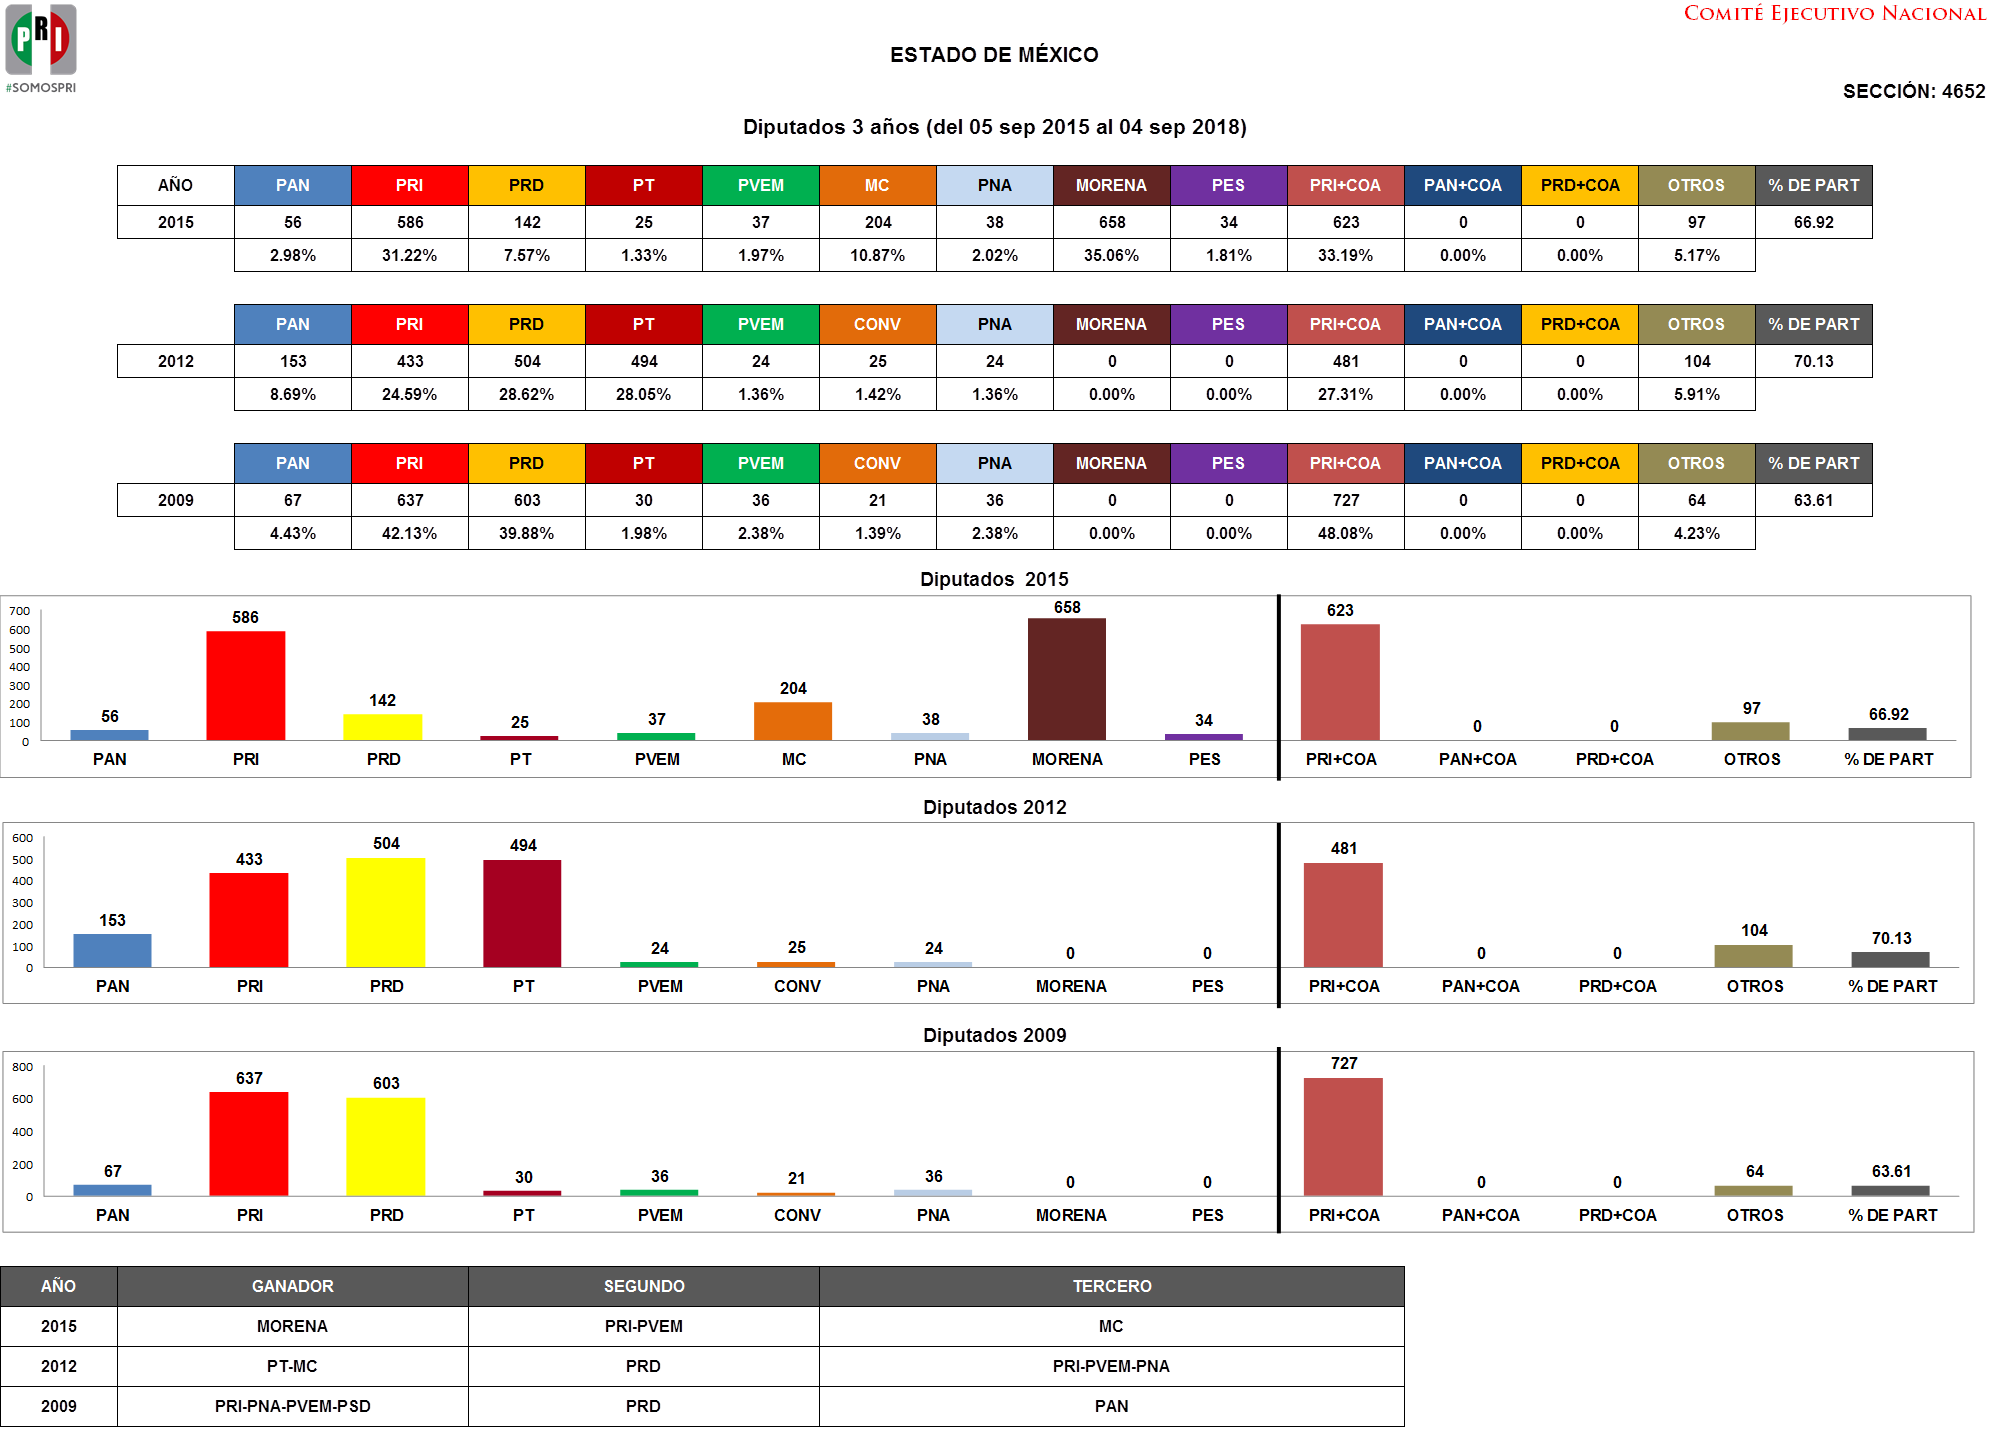 PRI
#SOMOSPRI
COMITÉ EJECUTIVO NACIONAL
ESTADO DE MÉXICO
SECCIÓN: 4652
Diputados 3 años (del 05 sep 2015 al 04 sep 2018)
AÑO PAN PRI PRD PT PVEM MC PNA MORENA PES PRI+COA PAN+COA PRD+COA OTROS % DE PART
2015 56 586 142 25 37 204 38 658 34 623 0 0 97 66.92
2.98% 31.22% 7.57% 1.33% 1.97% 10.87% 2.02% 35.06% 1.81% 33.19% 0.00% 0.00% 5.17%
PAN PRI PRD PT PVEM CONV PNA MORENA PES PRI+COA PAN+COA PRD+COA OTROS % DE PART
2012 153 433 504 494 24 25 24 0 0 481 0 0 104 70.13
8.69% 24.59% 28.62% 28.05% 1.36% 1.42% 1.36% 0.00% 0.00% 27.31% 0.00% 0.00% 5.91%
PAN PRI PRD PT PVEM CONV PNA MORENA PES PRI+COA PAN+COA PRD+COA OTROS % DE PART
2009 67 637 603 30 36 21 36 0 0 727 0 0 64 63.61
4.43% 42.13% 39.88% 1.98% 2.38% 1.39% 2.38% 0.00% 0.00% 48.08% 0.00% 0.00% 4.23%
Diputados 2015
700
600
500
400
300
200
100
0
56 586 142 25 37 204 38 658 34 623 0 0 97 66.92
PAN PRI PRD PT PVEM MC PNA MORENA PES PRI+COA PAN+COA PRD+COA OTROS % DE PART
Diputados 2012
600
500
400
300
200
100
0
153 433 504 494 24 25 24 0 0 481 0 0 104 70.13
PAN PRI PRD PT PVEM CONV PNA MORENA PES PRI+COA PAN+COA PRD+COA OTROS % DE PART
Diputados 2009
800
600
400
200
0
67 637 603 30 36 21 36 0 0 727 0 0 64 63.61
PAN PRI PRD PT PVEM CONV PNA MORENA PES PRI+COA PAN+COA PRD+COA OTROS % DE PART
AÑO GANADOR SEGUNDO TERCERO
2015 MORENA PRI-PVEM MC
2012 PT-MC PRD PRI-PVEM-PNA
2009 PRI-PNA-PVEM-PSD PRD PAN